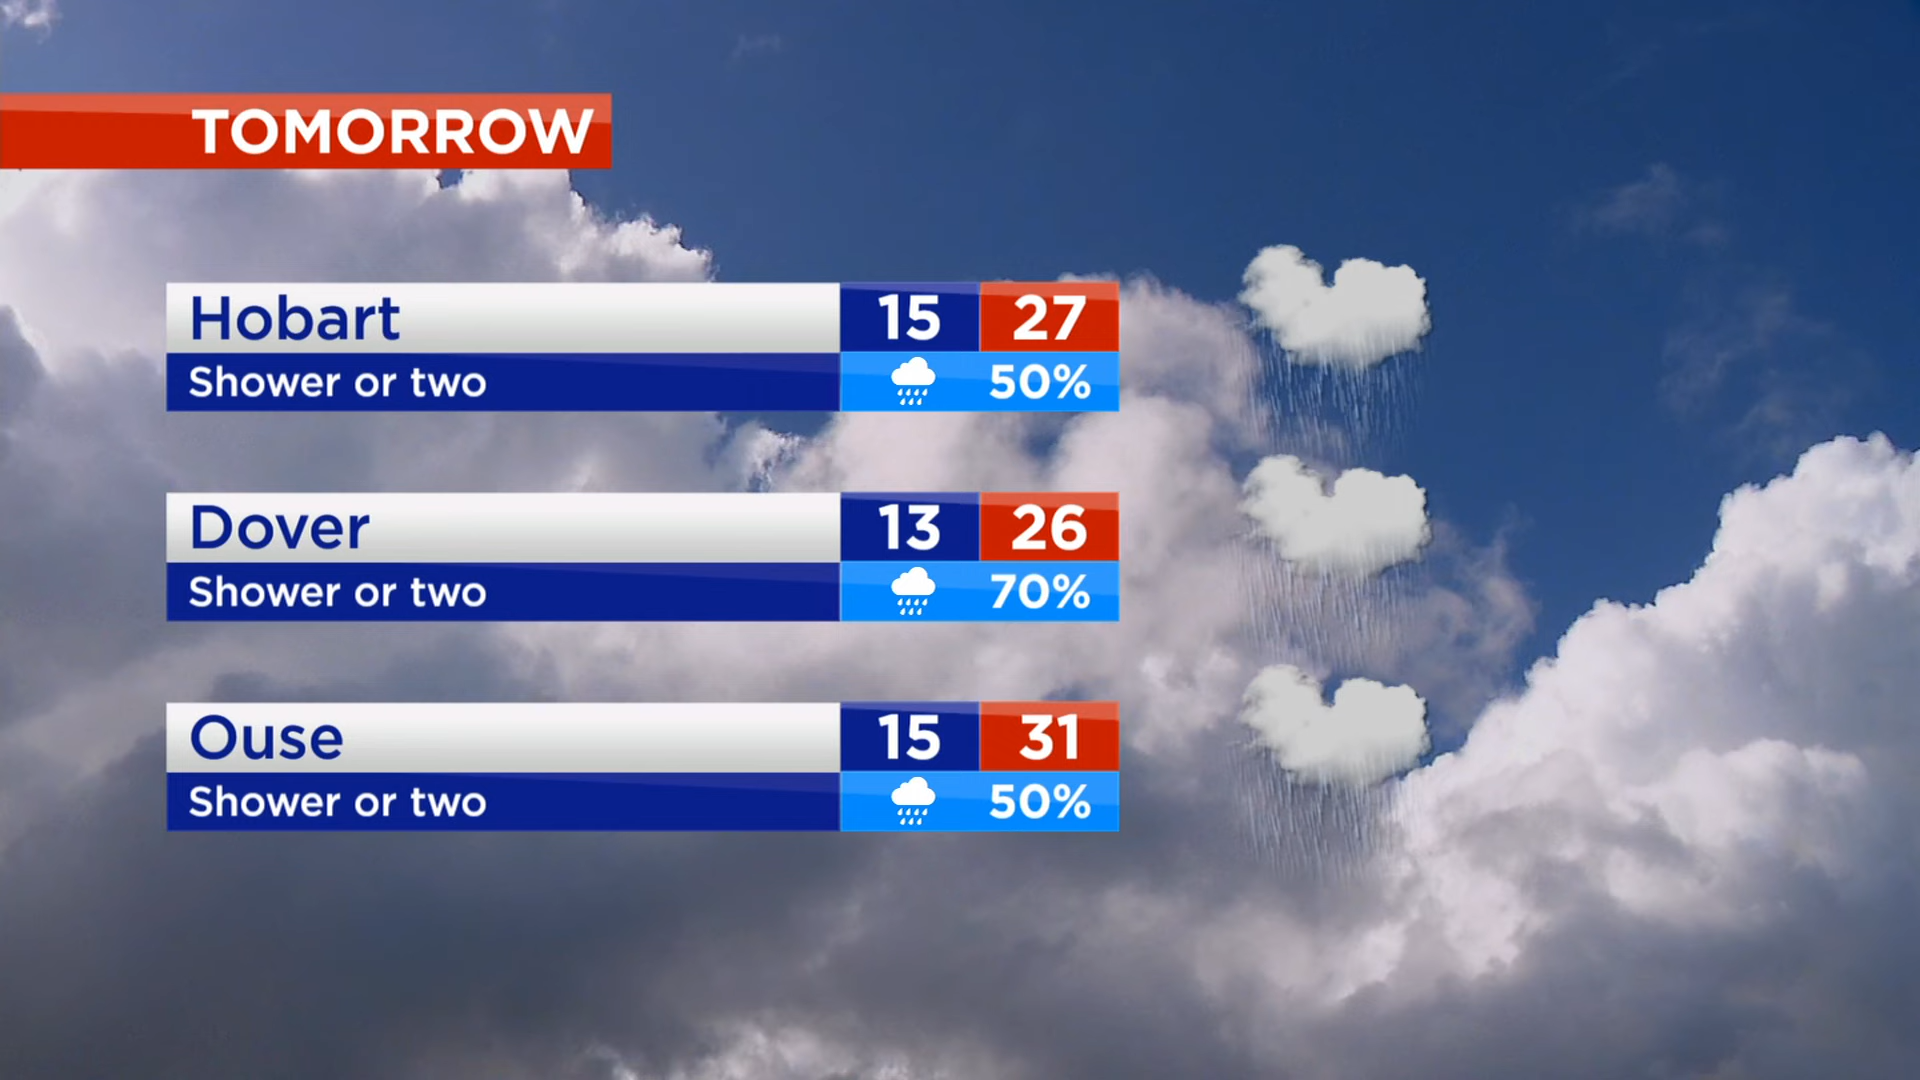 TOMORROW
Hobart 15 27
Shower or two 50%
Dover 13 26
Shower or two 70%
Ouse 15 31
Shower or two 50%